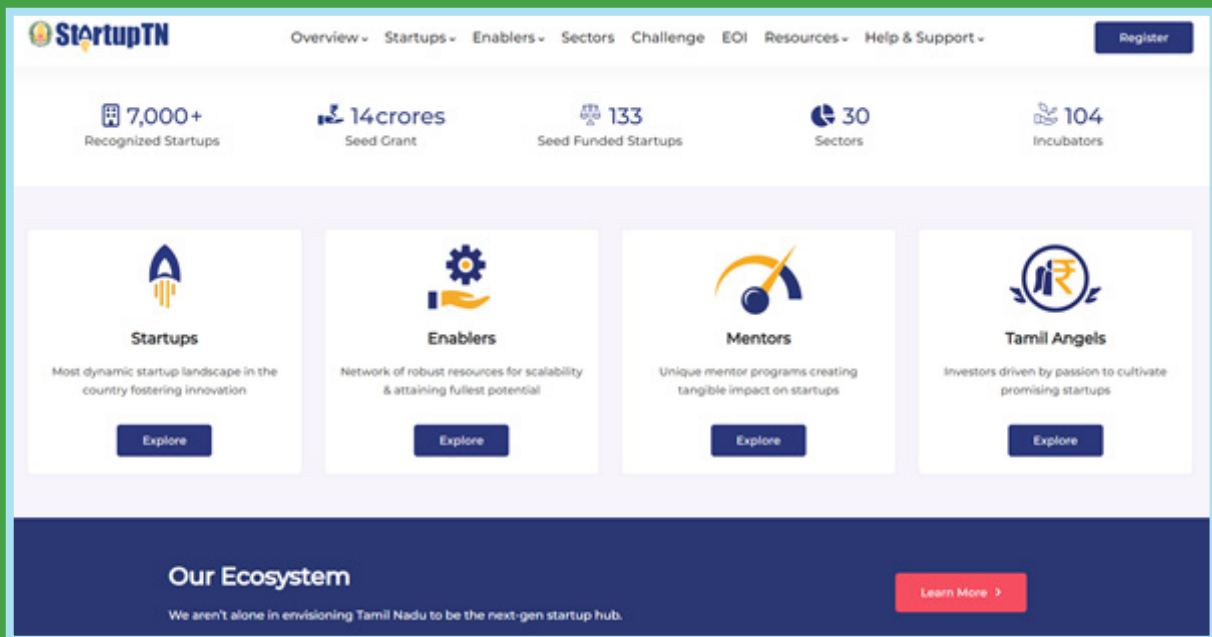 StartupTN
Overview Startups Enablers Sectors Challenge EOI Resources Help & Support Register
7,000+ 14crores 133 30 104
Recognized Startups Seed Grant Seed Funded Startups Sectors Incubators
Startups
Most dynamic startup landscape in the
country fostering innovation
Explore
Enablers
Network of robust resources for scalability
& attaining fullest potential
Explore
Mentors
Unique mentor programs creating
tangible impact on startups
Explore
Tamil Angels
Investors driven by passion to cultivate
promising startups
Explore
Our Ecosystem
We aren't alone in envisioning Tamil Nadu to be the next-gen startup hub.
Learn More